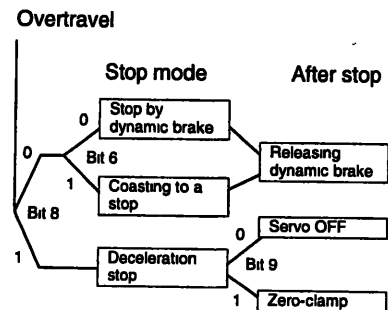 Overtravel
Stop mode
After stop
0
Stop by
dynamic brake
0
Bit 6
Releasing
dynamic brake
1
Coasting to a
stop
Bit 8
0
Servo OFF
1
Deceleration
stop
Bit 9
1
Zero-clamp